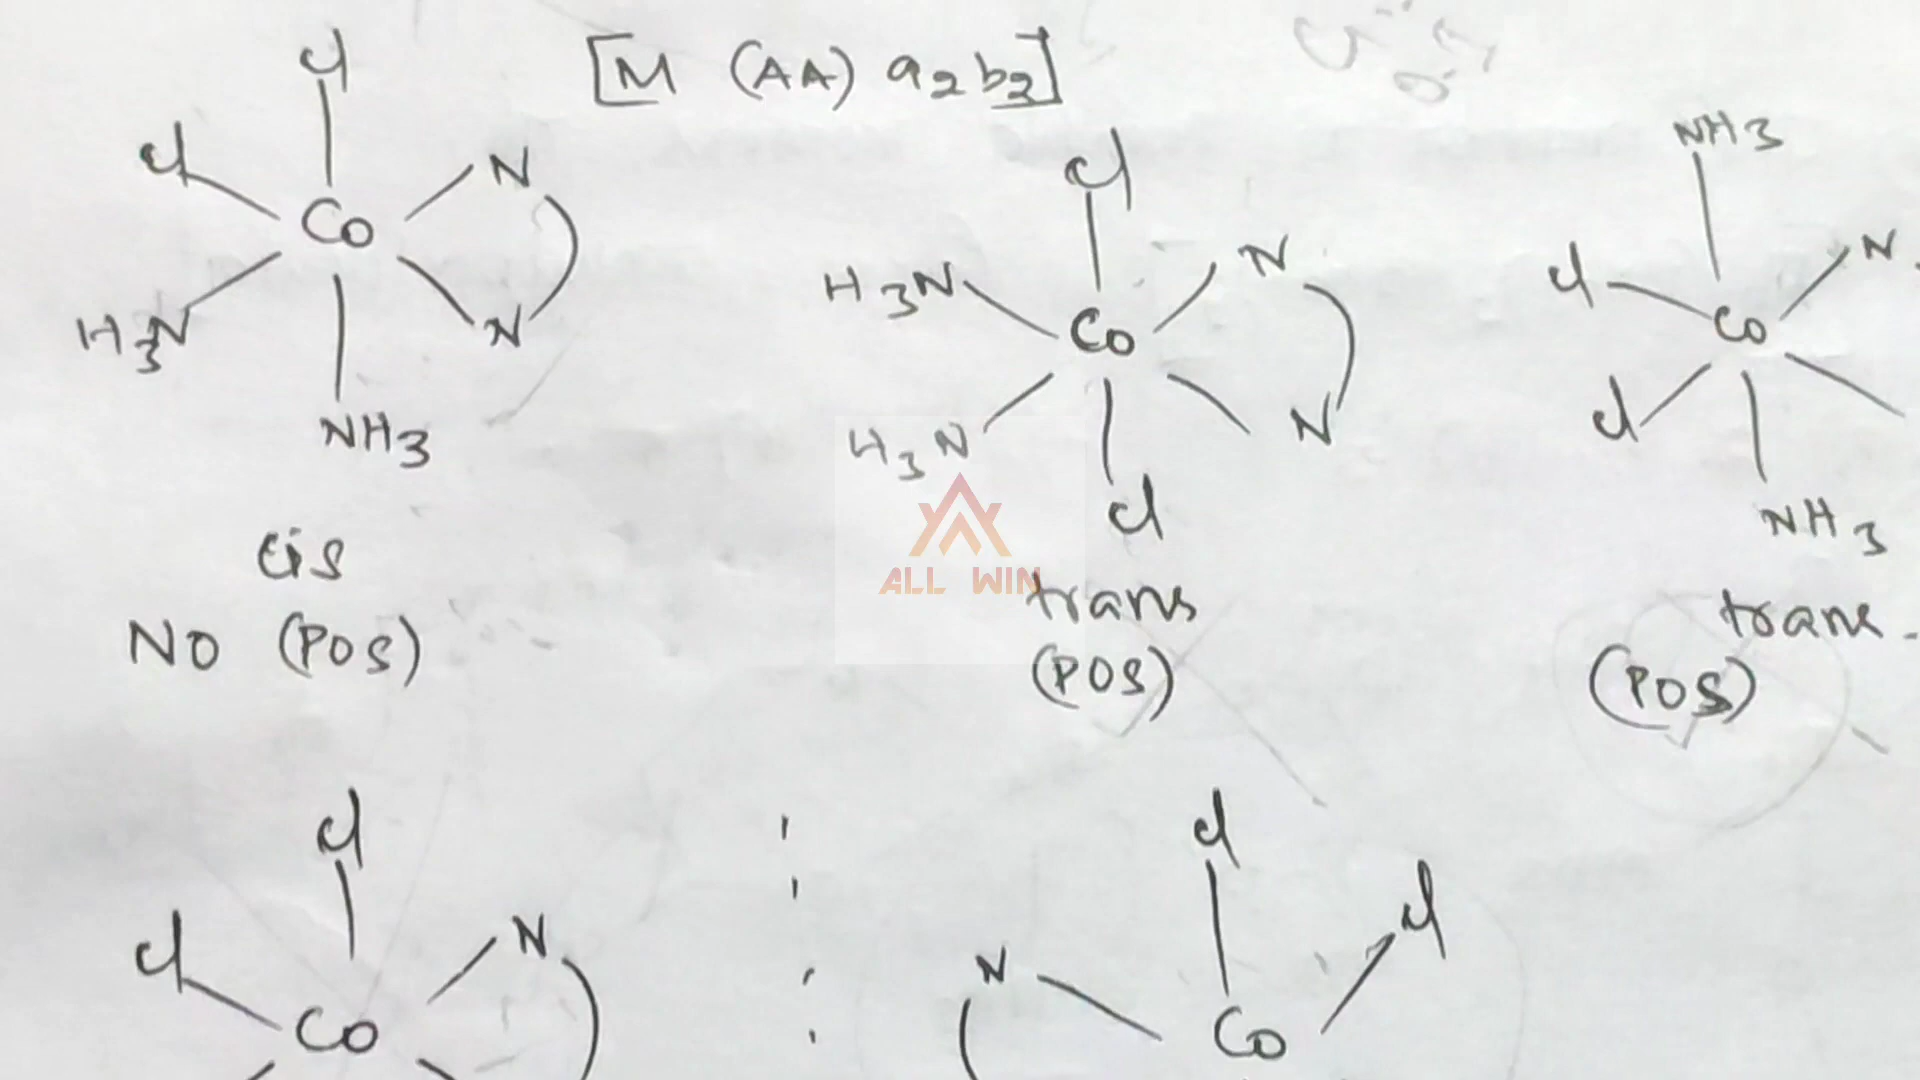 [M (AA) a2b2]
Cl
Cl
N
Co
H3N
N
NH3
cis
NO (POS)
Cl
H3N
N
Co
H3N
N
Cl
trans
(POS)
NH3
Cl
N
Co
Cl
NH3
trans
(POS)
ALL WIN
Cl
Cl
N
Co
Cl
Cl
N
Co